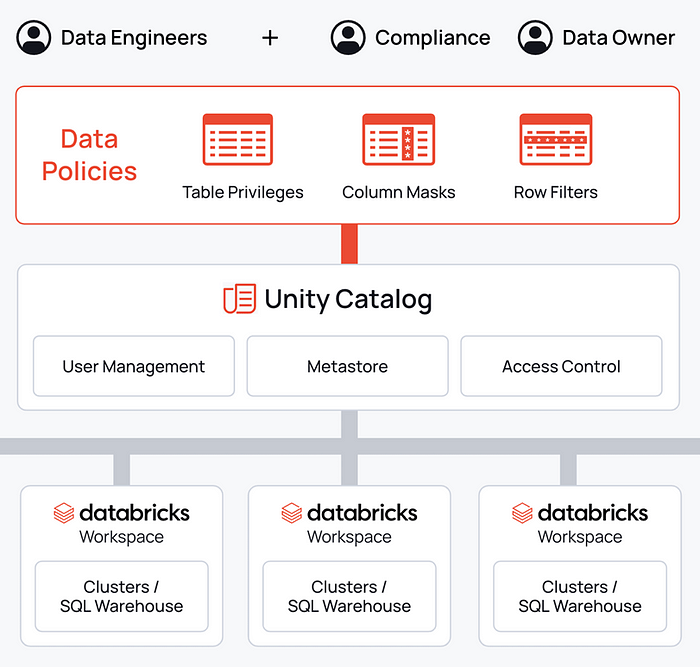 Data Engineers + Compliance Data Owner
Data
Policies
Table Privileges Column Masks Row Filters
Unity Catalog
User Management Metastore Access Control
databricks databricks databricks
Workspace Workspace Workspace
Clusters / Clusters / Clusters /
SQL Warehouse SQL Warehouse SQL Warehouse